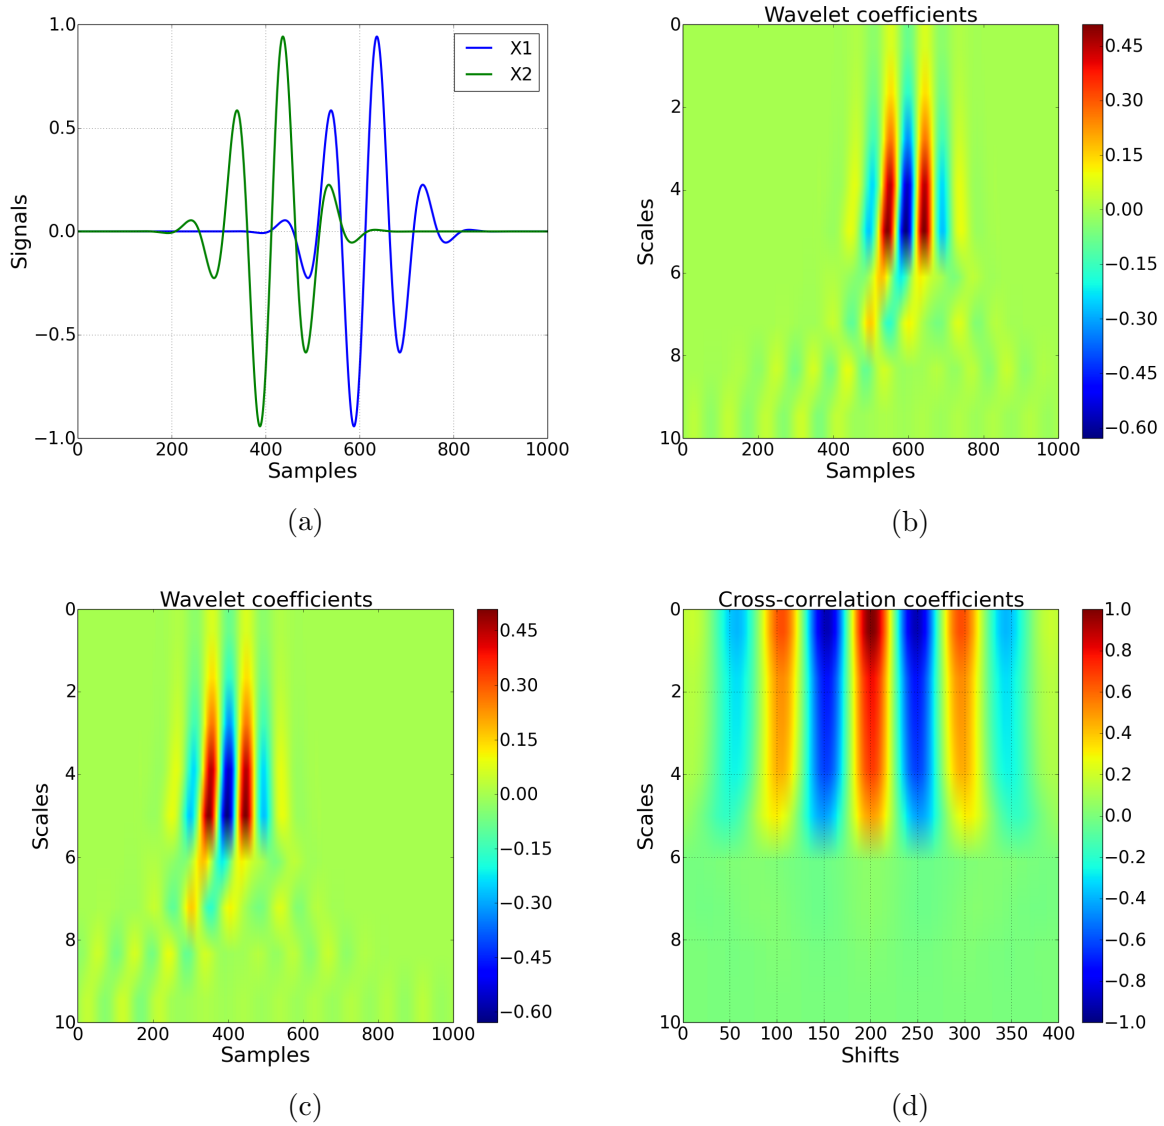 1.0
0.5
0.0
−0.5
−1.0
0 200 400 600 800 1000
Signals
Samples
X1
X2
(a)
Wavelet coefficients
0
2
4
6
8
10
0 200 400 600 800 1000
Scales
Samples
0.45
0.30
0.15
0.00
−0.15
−0.30
−0.45
−0.60
(b)
Wavelet coefficients
0
2
4
6
8
10
0 200 400 600 800 1000
Scales
Samples
0.45
0.30
0.15
0.00
−0.15
−0.30
−0.45
−0.60
(c)
Cross-correlation coefficients
0
2
4
6
8
10
0 50 100 150 200 250 300 350 400
Scales
Shifts
1.0
0.8
0.6
0.4
0.2
0.0
−0.2
−0.4
−0.6
−0.8
−1.0
(d)